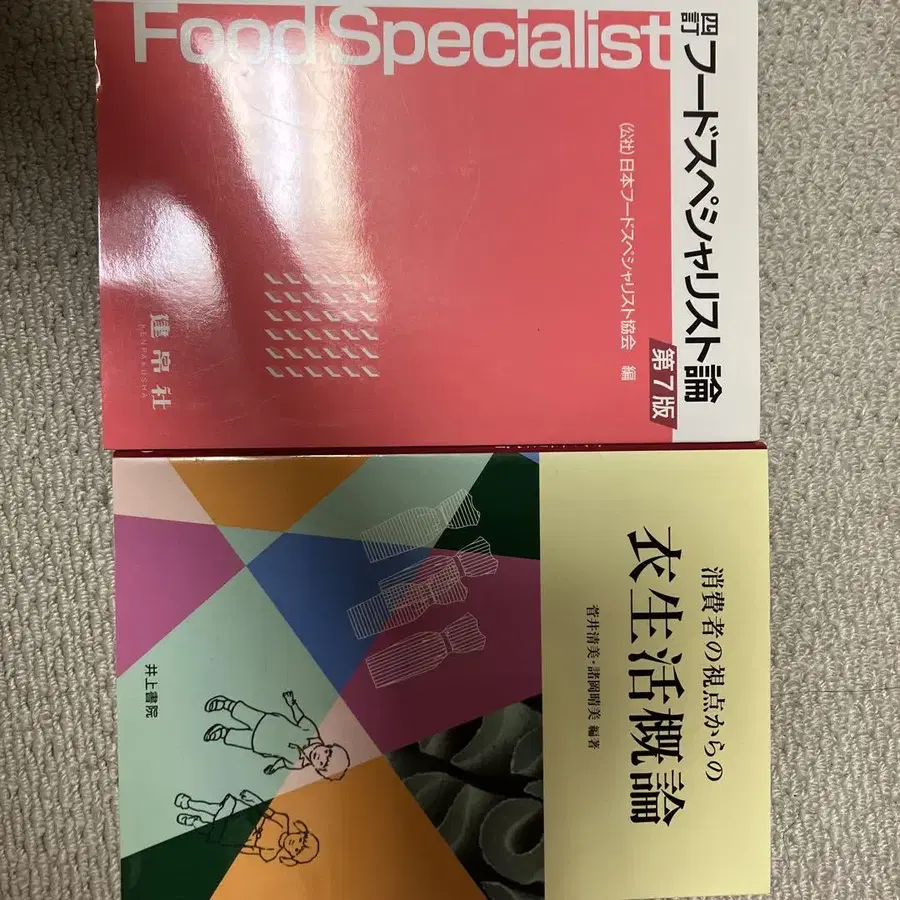 Food Specialist
四訂 フードスペシャリスト論
第7版
(公社)日本フードスペシャリスト協会 編
建帛社
KENPAKUSHA
消費者の視点からの
衣生活概論
菅井清美・諸岡晴美 編著
井上書院